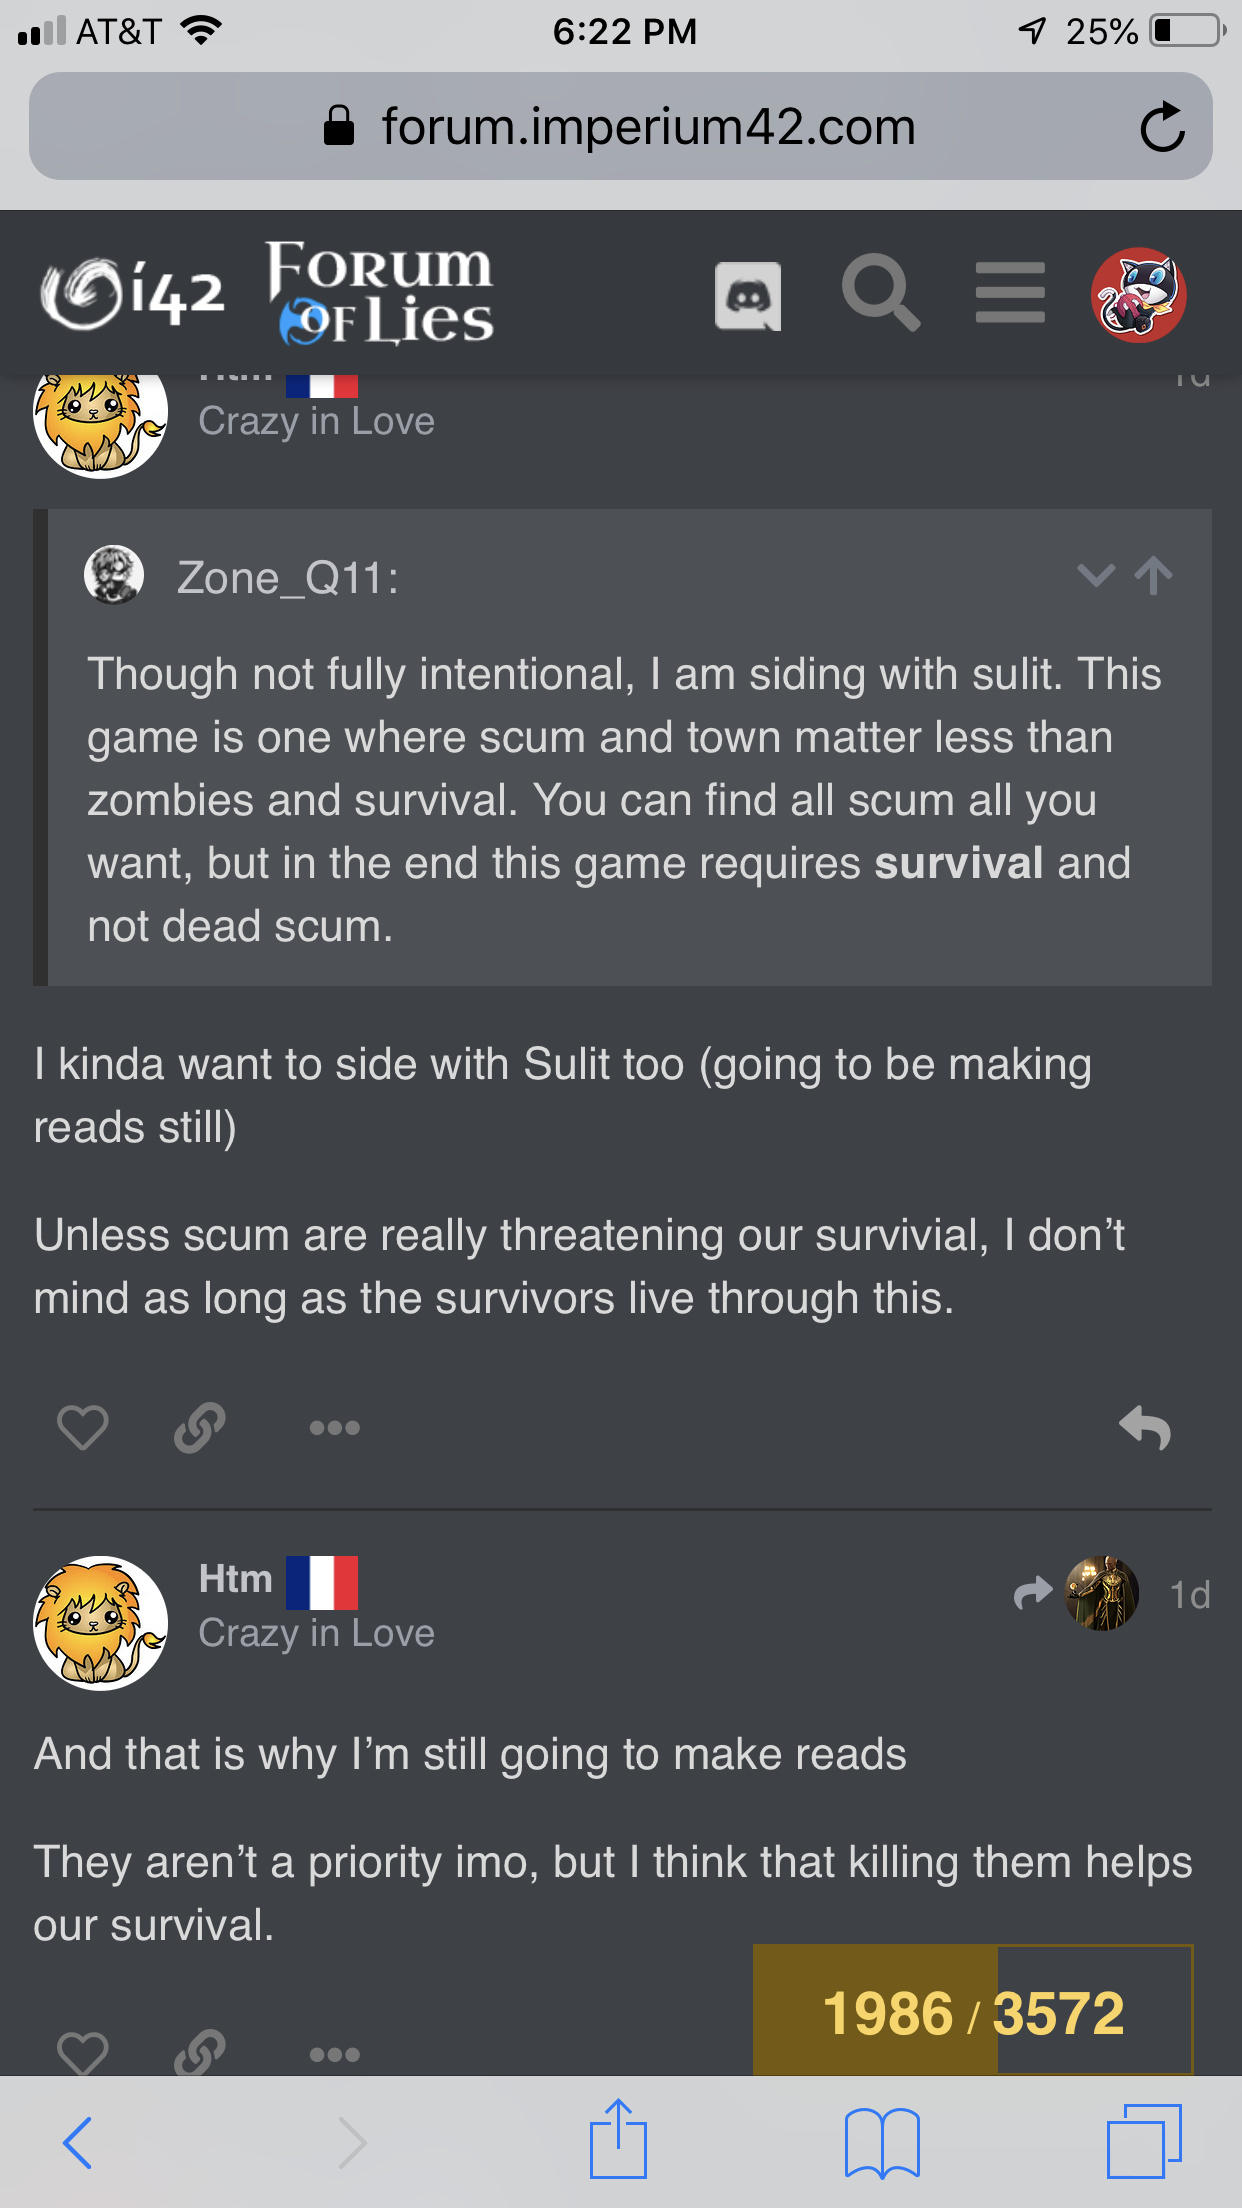 AT&T 6:22 PM 25%
forum.imperium42.com
i42 Forum
of Lies
Crazy in Love
Zone_Q11:
Though not fully intentional, I am siding with sulit. This
game is one where scum and town matter less than
zombies and survival. You can find all scum all you
want, but in the end this game requires survival and
not dead scum.
I kinda want to side with Sulit too (going to be making
reads still)
Unless scum are really threatening our survivial, I don’t
mind as long as the survivors live through this.
Htm 1d
Crazy in Love
And that is why I’m still going to make reads
They aren’t a priority imo, but I think that killing them helps
our survival.
1986 / 3572